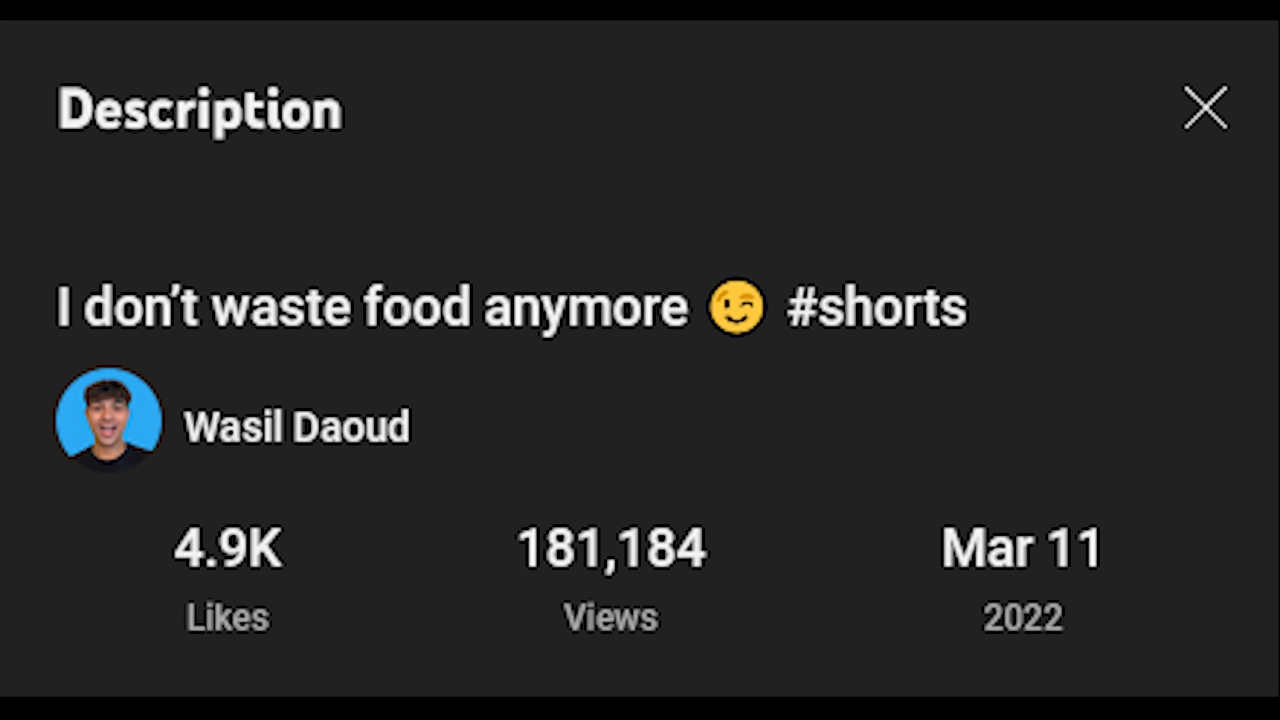 Description
I don’t waste food anymore 😉 #shorts
Wasil Daoud
4.9K 181,184 Mar 11
Likes Views 2022